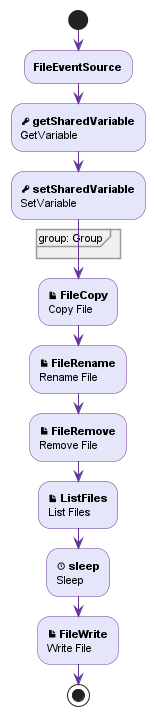 FileEventSource
getSharedVariable
GetVariable
setSharedVariable
SetVariable
group: Group
FileCopy
Copy File
FileRename
Rename File
FileRemove
Remove File
ListFiles
List Files
sleep
Sleep
FileWrite
Write File